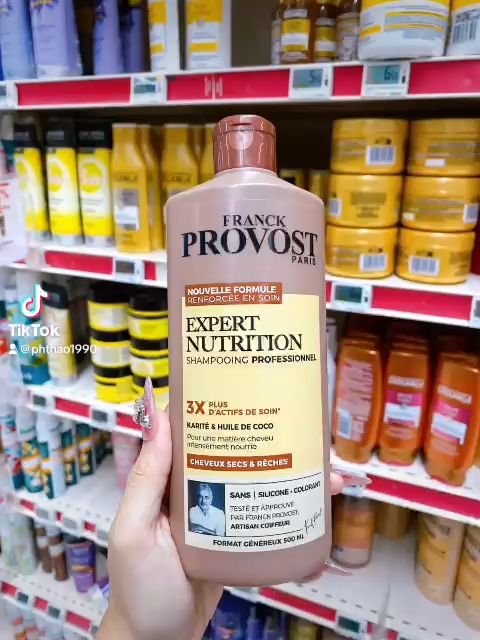 FRANCK
PROVOST
PARIS
NOUVELLE FORMULE
RENFORCÉE EN SOIN
EXPERT
NUTRITION
SHAMPOOING PROFESSIONNEL
3X PLUS
D'ACTIFS DE SOIN*
KARITÉ & HUILE DE COCO
Pour une matière cheveu
intensément nourrie
CHEVEUX SECS & RÊCHES
SANS | SILICONE • COLORANT
TESTÉ ET APPROUVÉ
PAR FRANCK PROVOST,
ARTISAN COIFFEUR
FORMAT GÉNÉREUX 500 ML
TikTok
@phthao1990